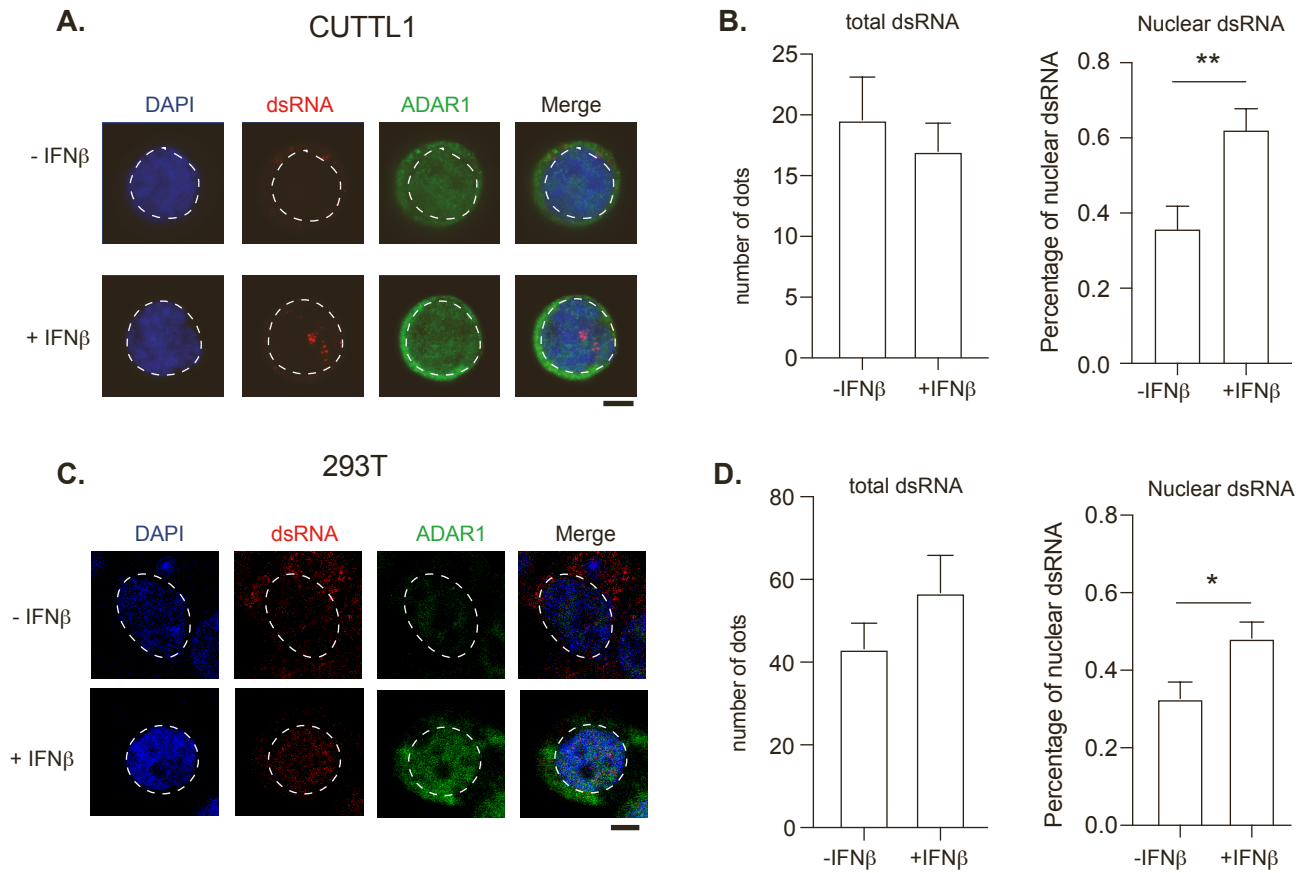 A.
CUTTL1
DAPI dsRNA ADAR1 Merge
- IFNβ
+ IFNβ
B.
total dsRNA
number of dots
25
20
15
10
5
0
-IFNβ +IFNβ
Nuclear dsRNA
Percentage of nuclear dsRNA
0.8
0.6
0.4
0.2
0.0
**
-IFNβ +IFNβ
C.
293T
DAPI dsRNA ADAR1 Merge
- IFNβ
+ IFNβ
D.
total dsRNA
number of dots
80
60
40
20
0
-IFNβ +IFNβ
Nuclear dsRNA
Percentage of nuclear dsRNA
0.8
0.6
0.4
0.2
0.0
*
-IFNβ +IFNβ